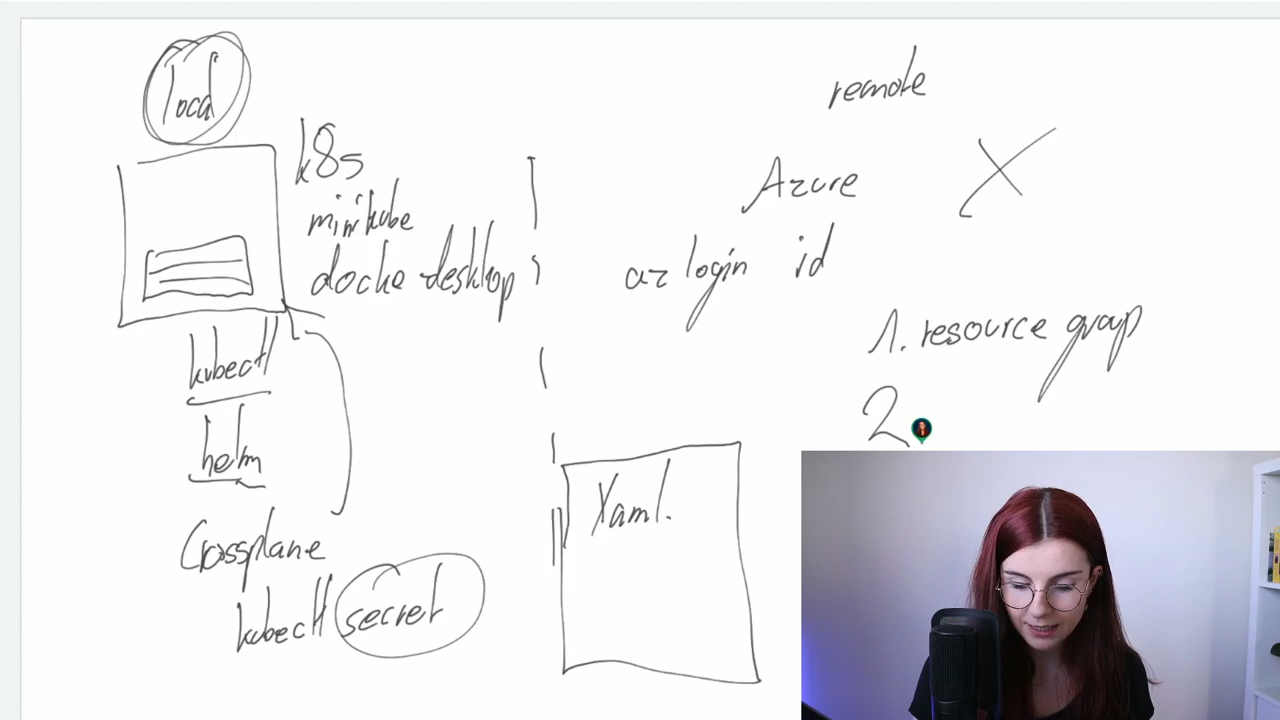 local
k8s
minikube
docke desktop
kubectl
helm
Crossplane
kubectl secret
remote
Azure
X
az login id
1. resource group
2
Yaml.